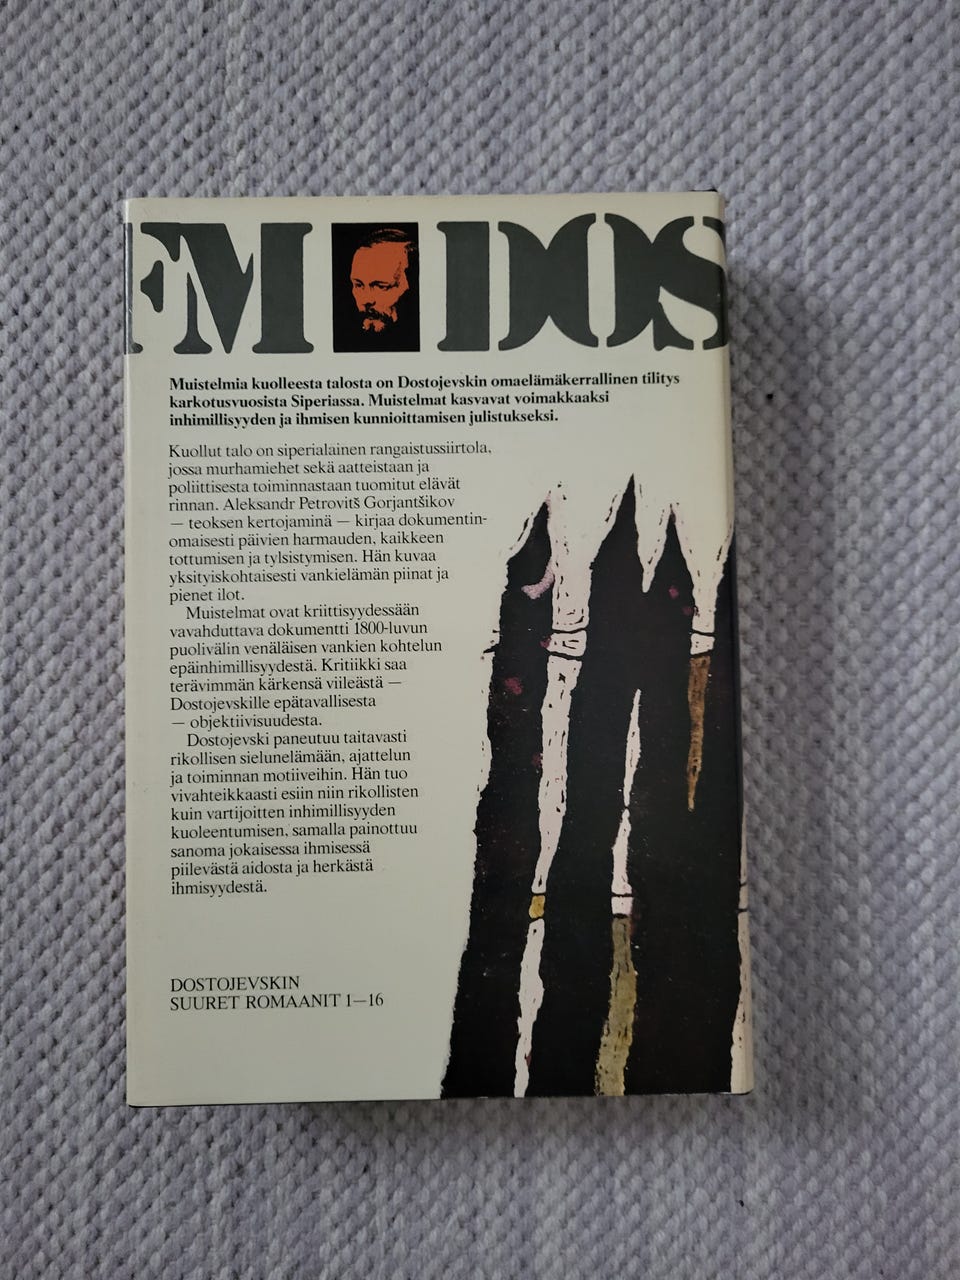 FM DOS
Muistelmia kuolleesta talosta on Dostojevskin omaelämäkerrallinen tilitys
karkotusvuosista Siperiassa. Muistelmat kasvavat voimakkaaksi
inhimillisyyden ja ihmisen kunnioittamisen julistukseksi.
Kuollut talo on siperialainen rangaistussiirtola,
jossa murhamiehet sekä aatteistaan ja
poliittisesta toiminnastaan tuomitut elävät
rinnan. Aleksandr Petrovitš Gorjantšikov
— teoksen kertojaminä — kirjaa dokumentin-
omaisesti päivien harmauden, kaikkeen
tottumisen ja tylsistymisen. Hän kuvaa
yksityiskohtaisesti vankielämän piinat ja
pienet ilot.
Muistelmat ovat kriittisyydessään
vavahduttava dokumentti 1800-luvun
puolivälin venäläisen vankien kohtelun
epäinhimillisyydestä. Kritiikki saa
terävimmän kärkensä viileästä —
Dostojevskille epätavallisesta
— objektiivisuudesta.
Dostojevski paneutuu taitavasti
rikollisen sielunelämään, ajattelun
ja toiminnan motiiveihin. Hän tuo
vivahteikkaasti esiin niin rikollisten
kuin vartijoitten inhimillisyyden
kuoleentumisen, samalla painottuu
sanoma jokaisessa ihmisessä
piilevästä aidosta ja herkästä
ihmisyydestä.
DOSTOJEVSKIN
SUURET ROMAANIT 1—16